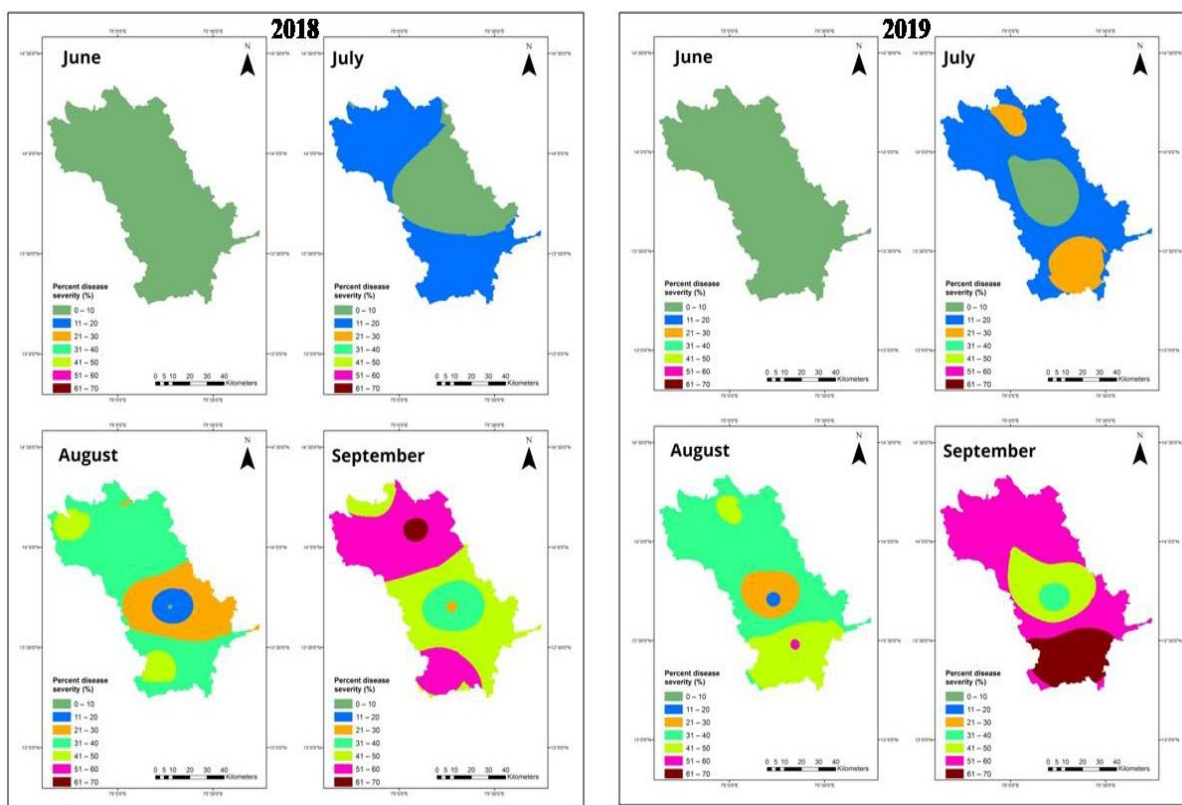 2018
June
N
Percent disease
severity (%)
0 – 10
11 – 20
21 – 30
31 – 40
41 – 50
51 – 60
61 – 70
0 5 10 20 30 40
Kilometers
July
N
Percent disease
severity (%)
0 – 10
11 – 20
21 – 30
31 – 40
41 – 50
51 – 60
61 – 70
0 5 10 20 30 40
Kilometers
August
N
Percent disease
severity (%)
0 – 10
11 – 20
21 – 30
31 – 40
41 – 50
51 – 60
61 – 70
0 5 10 20 30 40
Kilometers
September
N
Percent disease
severity (%)
0 – 10
11 – 20
21 – 30
31 – 40
41 – 50
51 – 60
61 – 70
0 5 10 20 30 40
Kilometers
2019
June
N
Percent disease
severity (%)
0 – 10
11 – 20
21 – 30
31 – 40
41 – 50
51 – 60
61 – 70
0 5 10 20 30 40
Kilometers
July
N
Percent disease
severity (%)
0 – 10
11 – 20
21 – 30
31 – 40
41 – 50
51 – 60
61 – 70
0 5 10 20 30 40
Kilometers
August
N
Percent disease
severity (%)
0 – 10
11 – 20
21 – 30
31 – 40
41 – 50
51 – 60
61 – 70
0 5 10 20 30 40
Kilometers
September
N
Percent disease
severity (%)
0 – 10
11 – 20
21 – 30
31 – 40
41 – 50
51 – 60
61 – 70
0 5 10 20 30 40
Kilometers